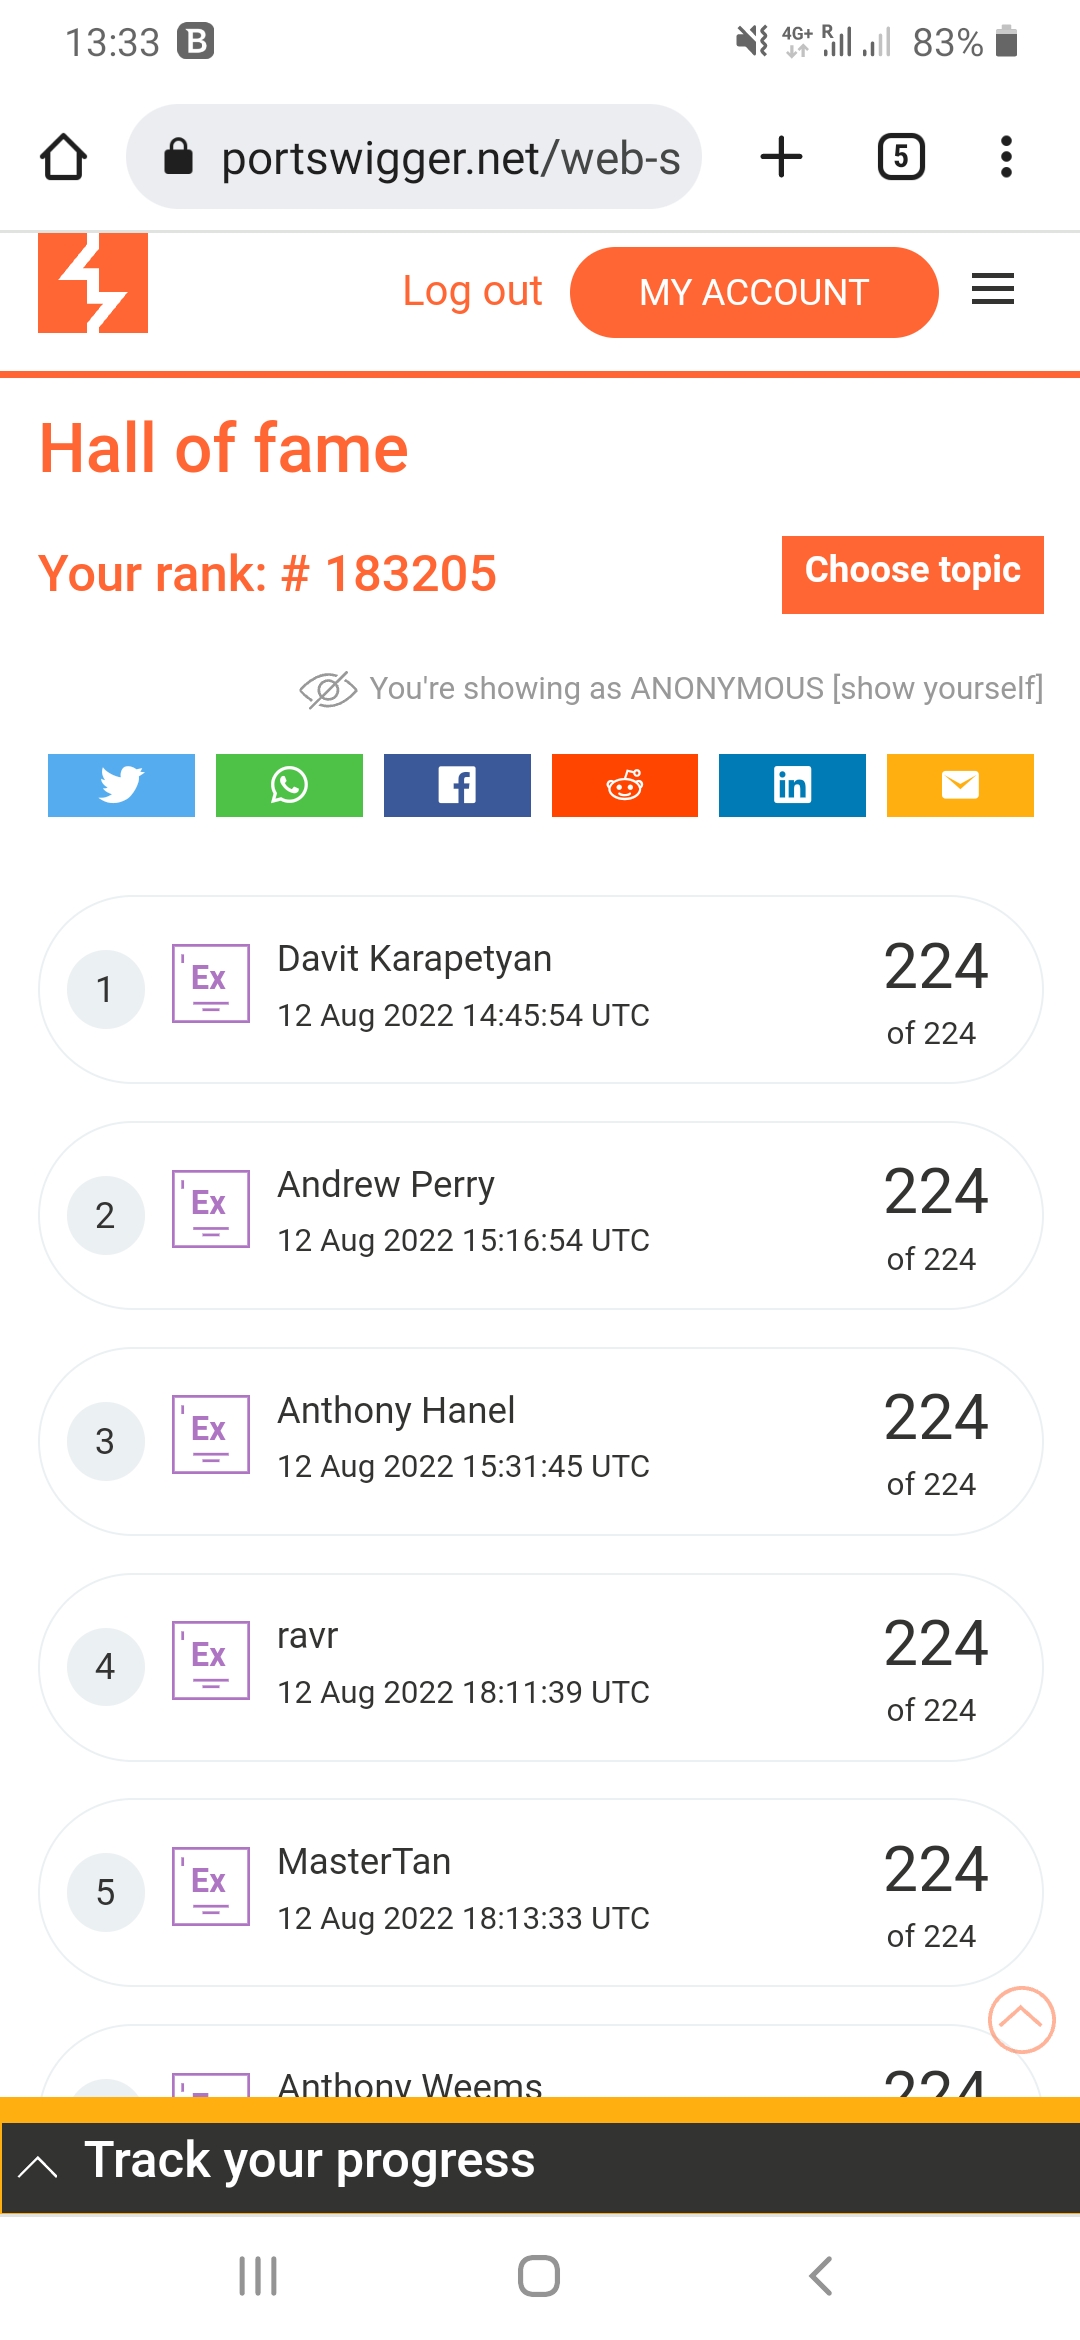 13:33 B 4G+ R 83%
portswigger.net/web-s 5
Log out MY ACCOUNT
Hall of fame
Your rank: # 183205 Choose topic
You're showing as ANONYMOUS [show yourself]
1 Ex Davit Karapetyan 224
12 Aug 2022 14:45:54 UTC of 224
2 Ex Andrew Perry 224
12 Aug 2022 15:16:54 UTC of 224
3 Ex Anthony Hanel 224
12 Aug 2022 15:31:45 UTC of 224
4 Ex ravr 224
12 Aug 2022 18:11:39 UTC of 224
5 Ex MasterTan 224
12 Aug 2022 18:13:33 UTC of 224
Anthony Weems 224
Track your progress